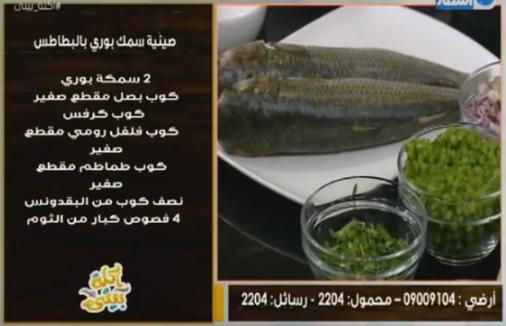 #اكلة_بيتي
النهار
صينية سمك بوري بالبطاطس
2 سمكة بوري
كوب بصل مقطع صغير
كوب كرفس
كوب فلفل رومي مقطع
صغير
كوب طماطم مقطع
صغير
نصف كوب من البقدونس
4 فصوص كبار من الثوم
أكلة
بيتي
أرضي : 09009104 – محمول: 2204 - رسائل: 2204